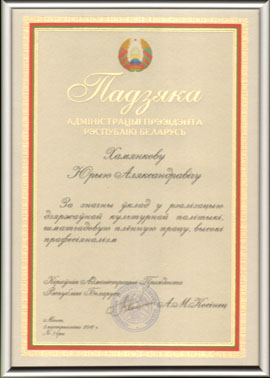 Падзяка
АДМІНІСТРАЦЫІ ПРЭЗІДЭНТА
РЭСПУБЛІКІ БЕЛАРУСЬ
Хамянкову
Юрыю Аляксандравічу
За значны ўклад у рэалізацыю
дзяржаўнай культурнай палітыкі,
шматгадовую плённую працу, высокі
прафесіяналізм
Кіраўнік Адміністрацыі Прэзідэнта
Рэспублікі Беларусь
А.М.Косінец
г. Мінск